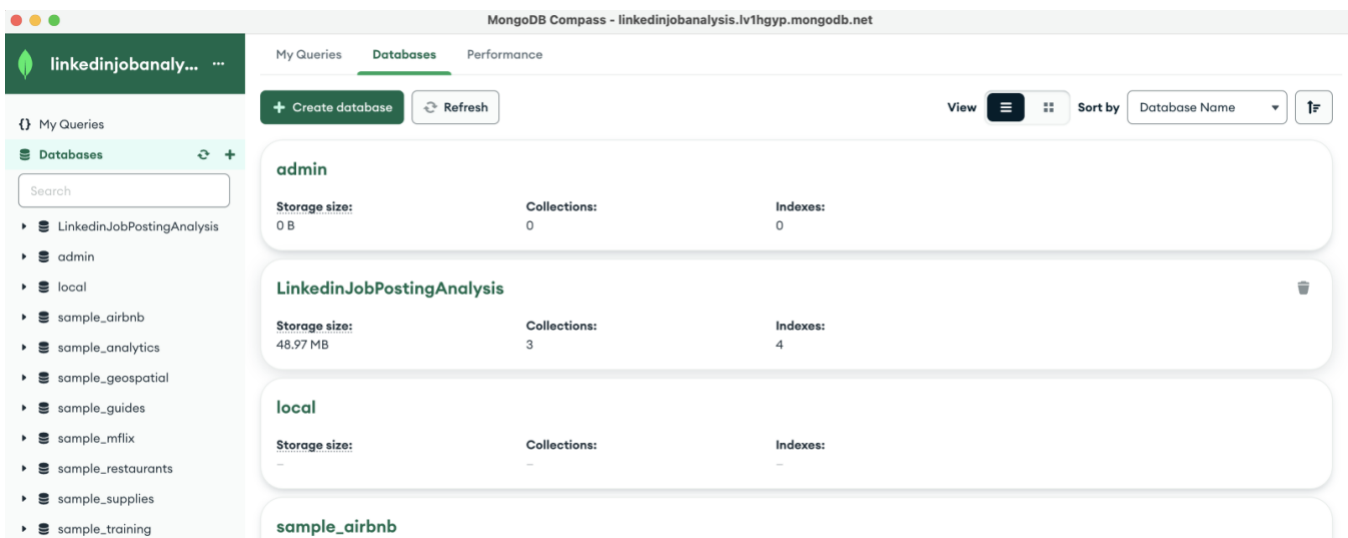 MongoDB Compass - linkedinjobanalysis.lv1hgyp.mongodb.net
linkedinjobanaly... ...
My Queries
Databases
Search
LinkedinJobPostingAnalysis
admin
local
sample_airbnb
sample_analytics
sample_geospatial
sample_guides
sample_mflix
sample_restaurants
sample_supplies
sample_training
My Queries Databases Performance
+ Create database Refresh View Sort by Database Name
admin
Storage size: Collections: Indexes:
0 B 0 0
LinkedinJobPostingAnalysis
Storage size: Collections: Indexes:
48.97 MB 3 4
local
Storage size: Collections: Indexes:
– – –
sample_airbnb